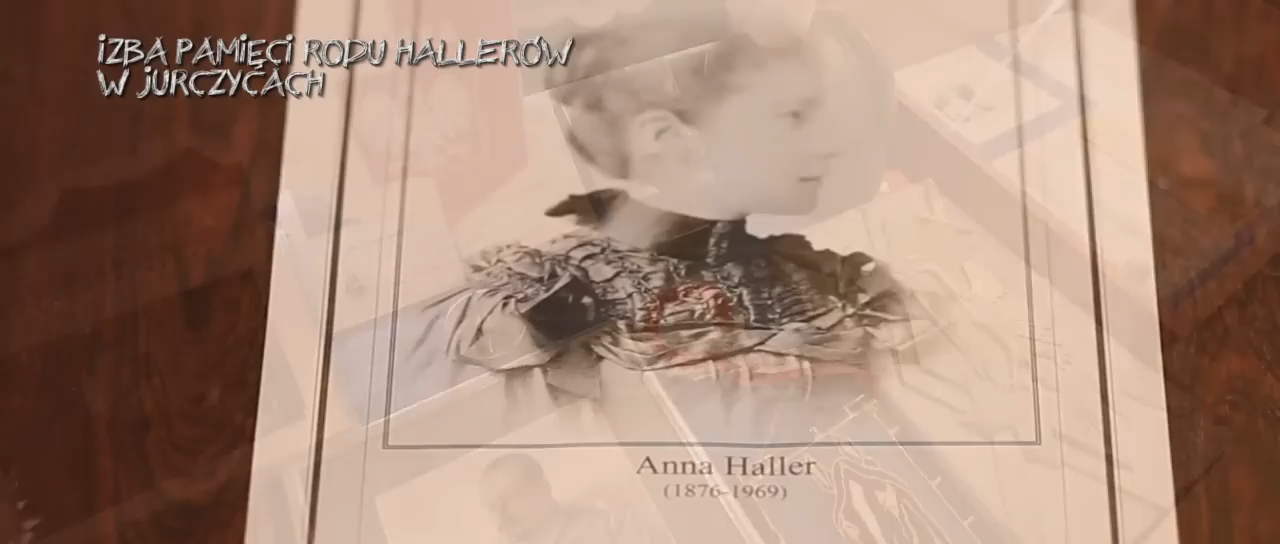 IZBA PAMIĘCI RODU HALLERÓW
W JURCZYCACH
Anna Haller
(1876-1969)